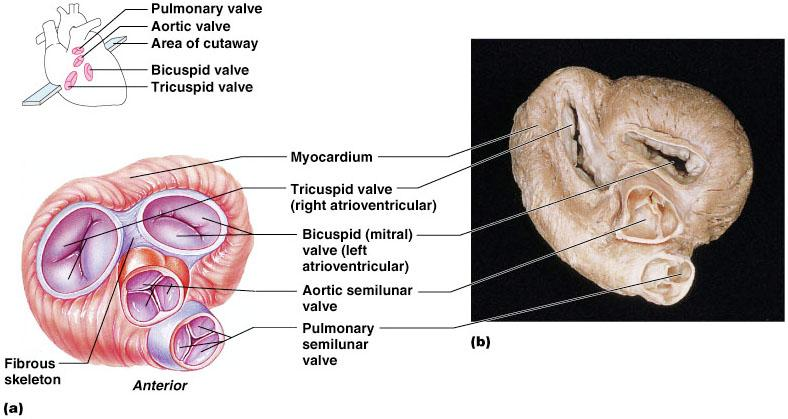 Pulmonary valve
Aortic valve
Area of cutaway
Bicuspid valve
Tricuspid valve
Myocardium
Tricuspid valve
(right atrioventricular)
Bicuspid (mitral)
valve (left
atrioventricular)
Aortic semilunar
valve
Pulmonary
semilunar
valve
Fibrous
skeleton
Anterior
(a)
(b)